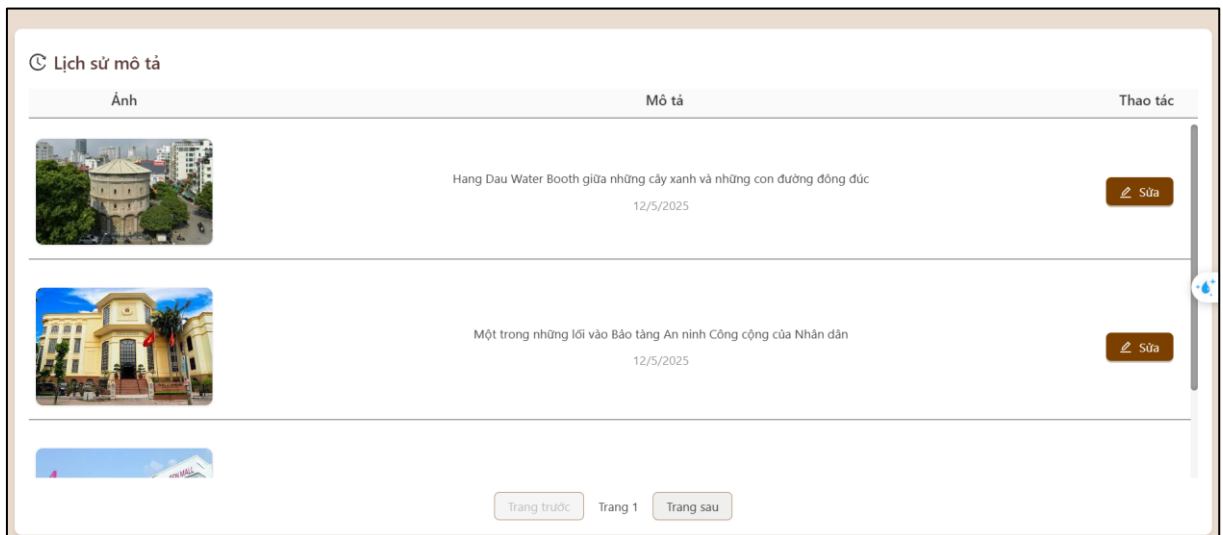 Lịch sử mô tả
Ảnh Mô tả Thao tác
Hang Dau Water Booth giữa những cây xanh và những con đường đông đúc
12/5/2025
Sửa
Một trong những lối vào Bảo tàng An ninh Công cộng của Nhân dân
12/5/2025
Sửa
MALL
Trang trước Trang 1 Trang sau